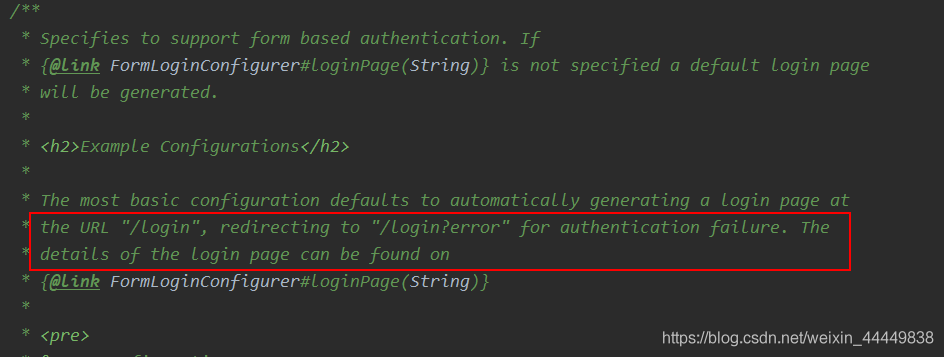 /**
* Specifies to support form based authentication. If
* {@link FormLoginConfigurer#loginPage(String)} is not specified a default login page
* will be generated.
*
* <h2>Example Configurations</h2>
*
* The most basic configuration defaults to automatically generating a login page at
* the URL "/login", redirecting to "/login?error" for authentication failure. The
* details of the login page can be found on
* {@link FormLoginConfigurer#loginPage(String)}
*
* <pre>
https://blog.csdn.net/weixin_44449838